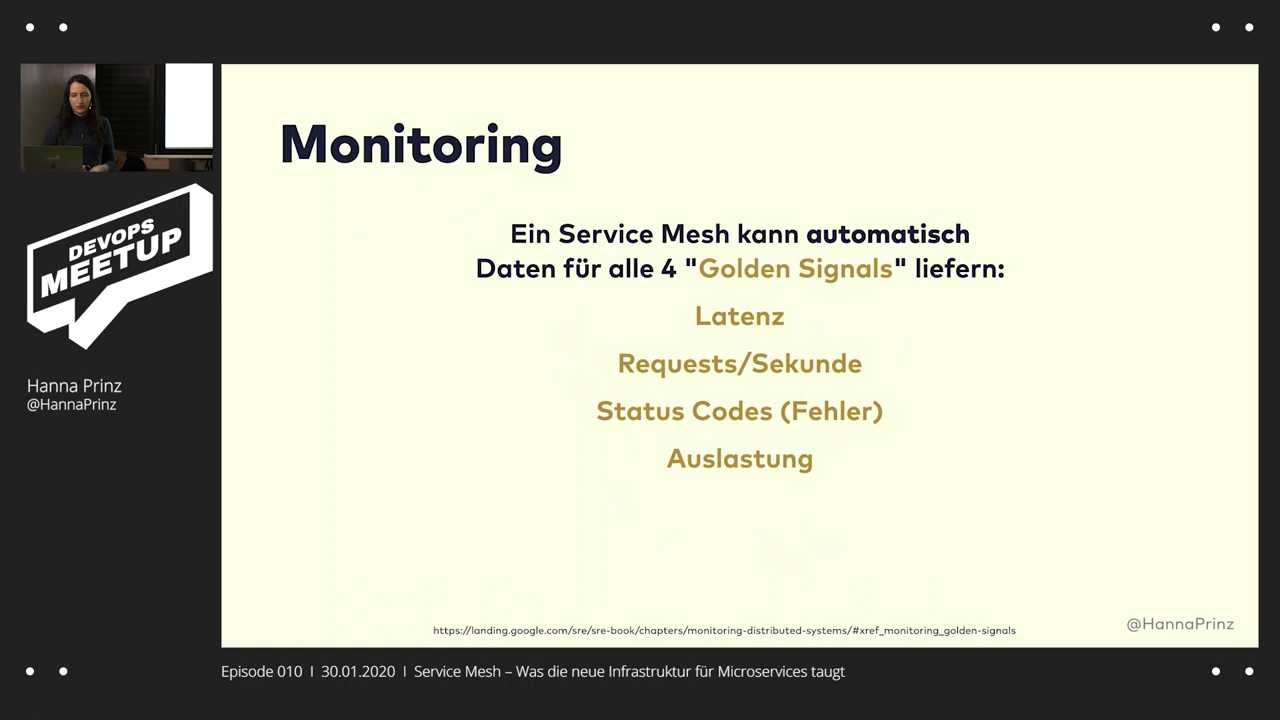 Monitoring
Ein Service Mesh kann automatisch
Daten für alle 4 "Golden Signals" liefern:
Latenz
Requests/Sekunde
Status Codes (Fehler)
Auslastung
https://landing.google.com/sre/sre-book/chapters/monitoring-distributed-systems/#xref_monitoring_golden-signals
@HannaPrinz
DEVOPS
MEETUP
Hanna Prinz
@HannaPrinz
Episode 010 | 30.01.2020 | Service Mesh – Was die neue Infrastruktur für Microservices taugt